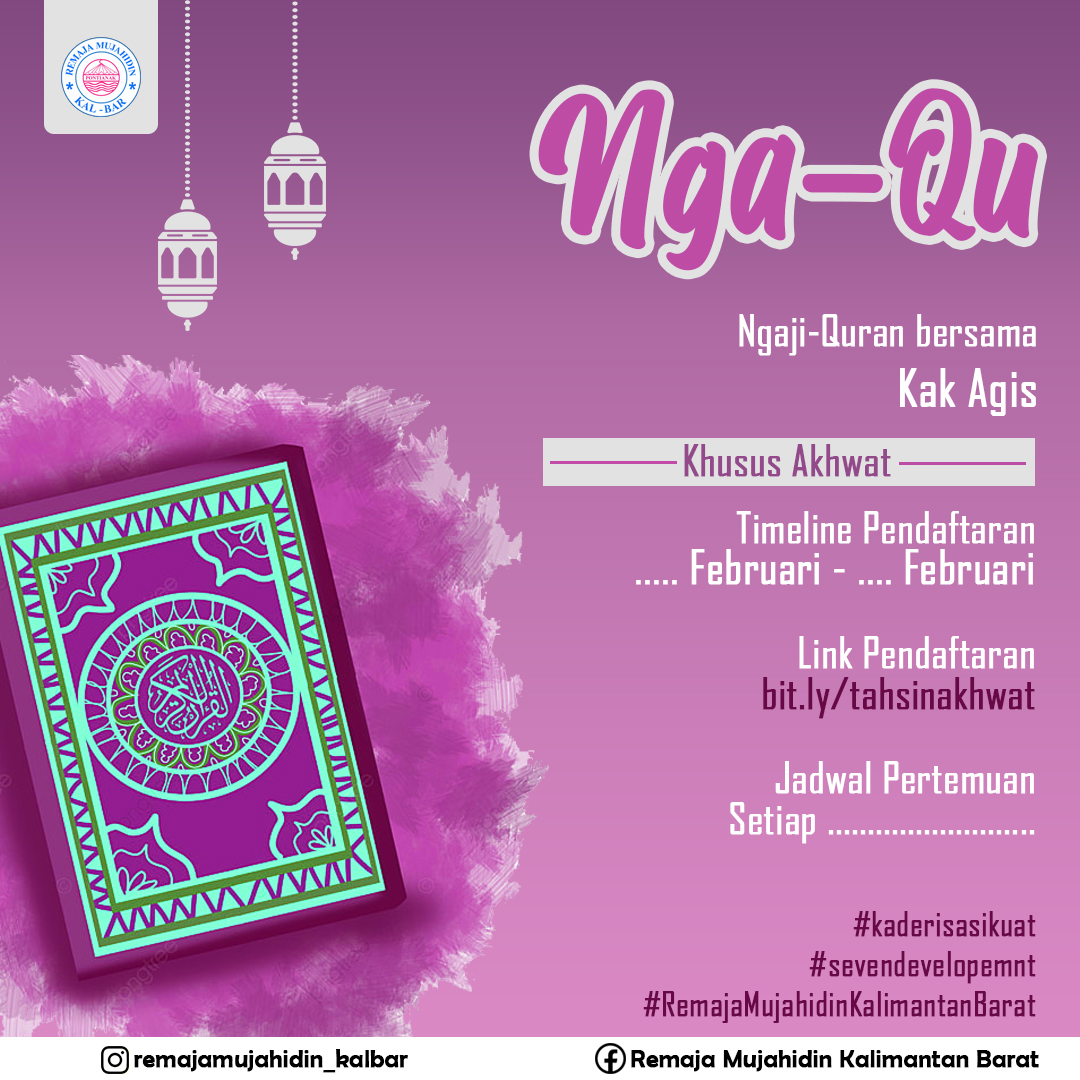 REMAJA MUJAHIDIN
PONTIANAK
KAL - BAR
Nga-Qu
Ngaji-Quran bersama
Kak Agis
Khusus Akhwat
Timeline Pendaftaran
..... Februari - .... Februari
Link Pendaftaran
bit.ly/tahsinakhwat
Jadwal Pertemuan
Setiap ..........................
#kaderisasikuat
#sevendevelopemnt
#RemajaMujahidinKalimantanBarat
remajamujahidin_kalbar
Remaja Mujahidin Kalimantan Barat